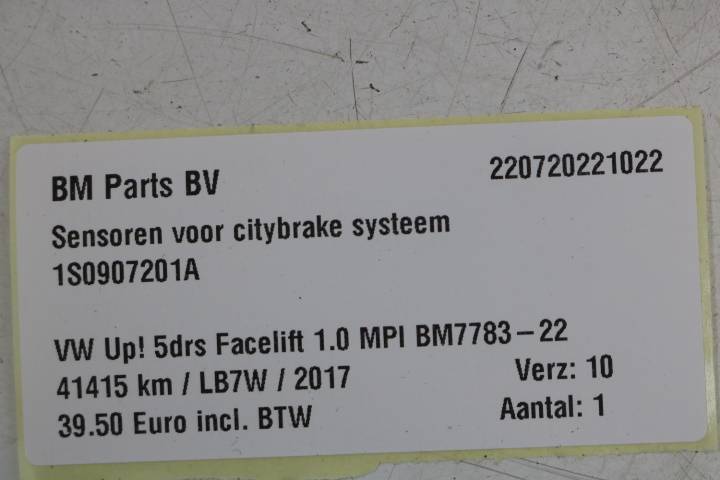 BM Parts BV 220720221022
Sensoren voor citybrake systeem
1S0907201A
VW Up! 5drs Facelift 1.0 MPI BM7783-22
41415 km / LB7W / 2017 Verz: 10
39.50 Euro incl. BTW Aantal: 1